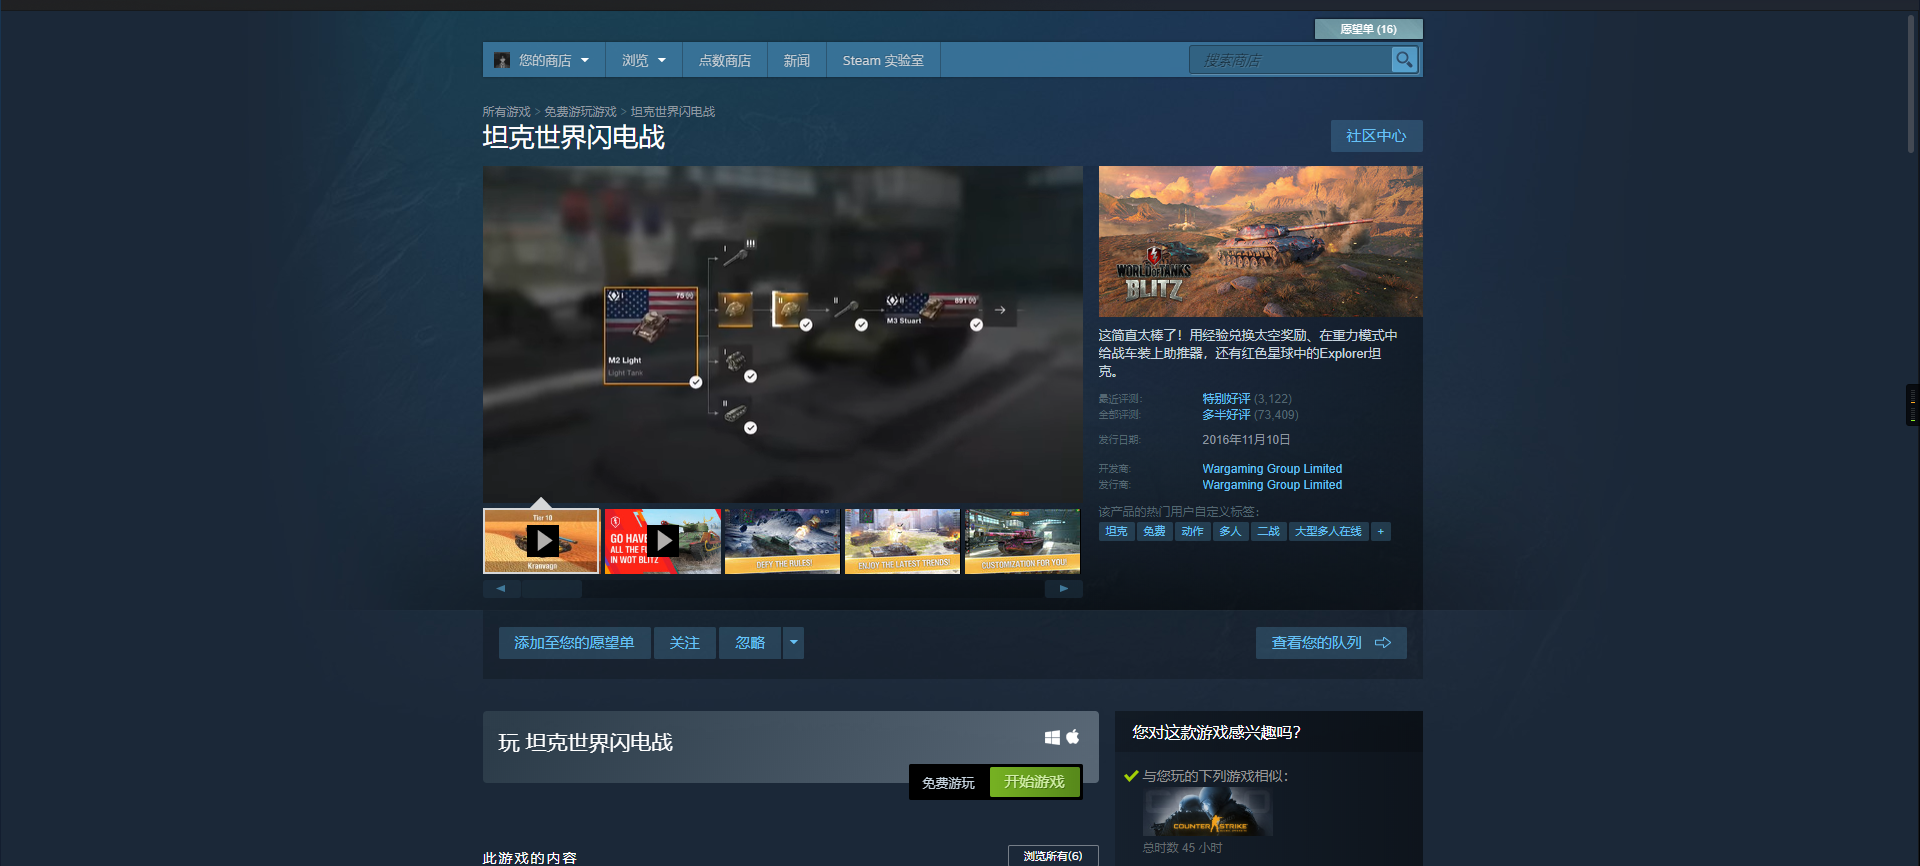 愿望单 (16)
您的商店
浏览
点数商店
新闻
Steam 实验室
搜索商店
所有游戏 > 免费游玩游戏 > 坦克世界闪电战
坦克世界闪电战
社区中心
I
III
I 75
M2 Light
Light Tank
I
II
II
II 891
M3 Stuart
I
II
WORLD OF TANKS
BLITZ
这简直太棒了！用经验兑换太空奖励、在重力模式中
给战车装上助推器，还有红色星球中的Explorer坦
克。
最近评测: 特别好评 (3,122)
全部评测: 多半好评 (73,409)
发行日期: 2016年11月10日
开发商: Wargaming Group Limited
发行商: Wargaming Group Limited
该产品的热门用户自定义标签:
坦克 免费 动作 多人 二战 大型多人在线 +
Tier 10
Kranvagn
GO HAVE
ALL THE FU
IN WOT BLITZ
DEFY THE RULES!
ENJOY THE LATEST TRENDS!
CUSTOMIZATION FOR YOU!
添加至您的愿望单
关注
忽略
查看您的队列
玩 坦克世界闪电战
免费游玩
开始游戏
您对这款游戏感兴趣吗？
与您玩的下列游戏相似：
COUNTER STRIKE
总时数 45 小时
此游戏的内容
浏览所有(6)